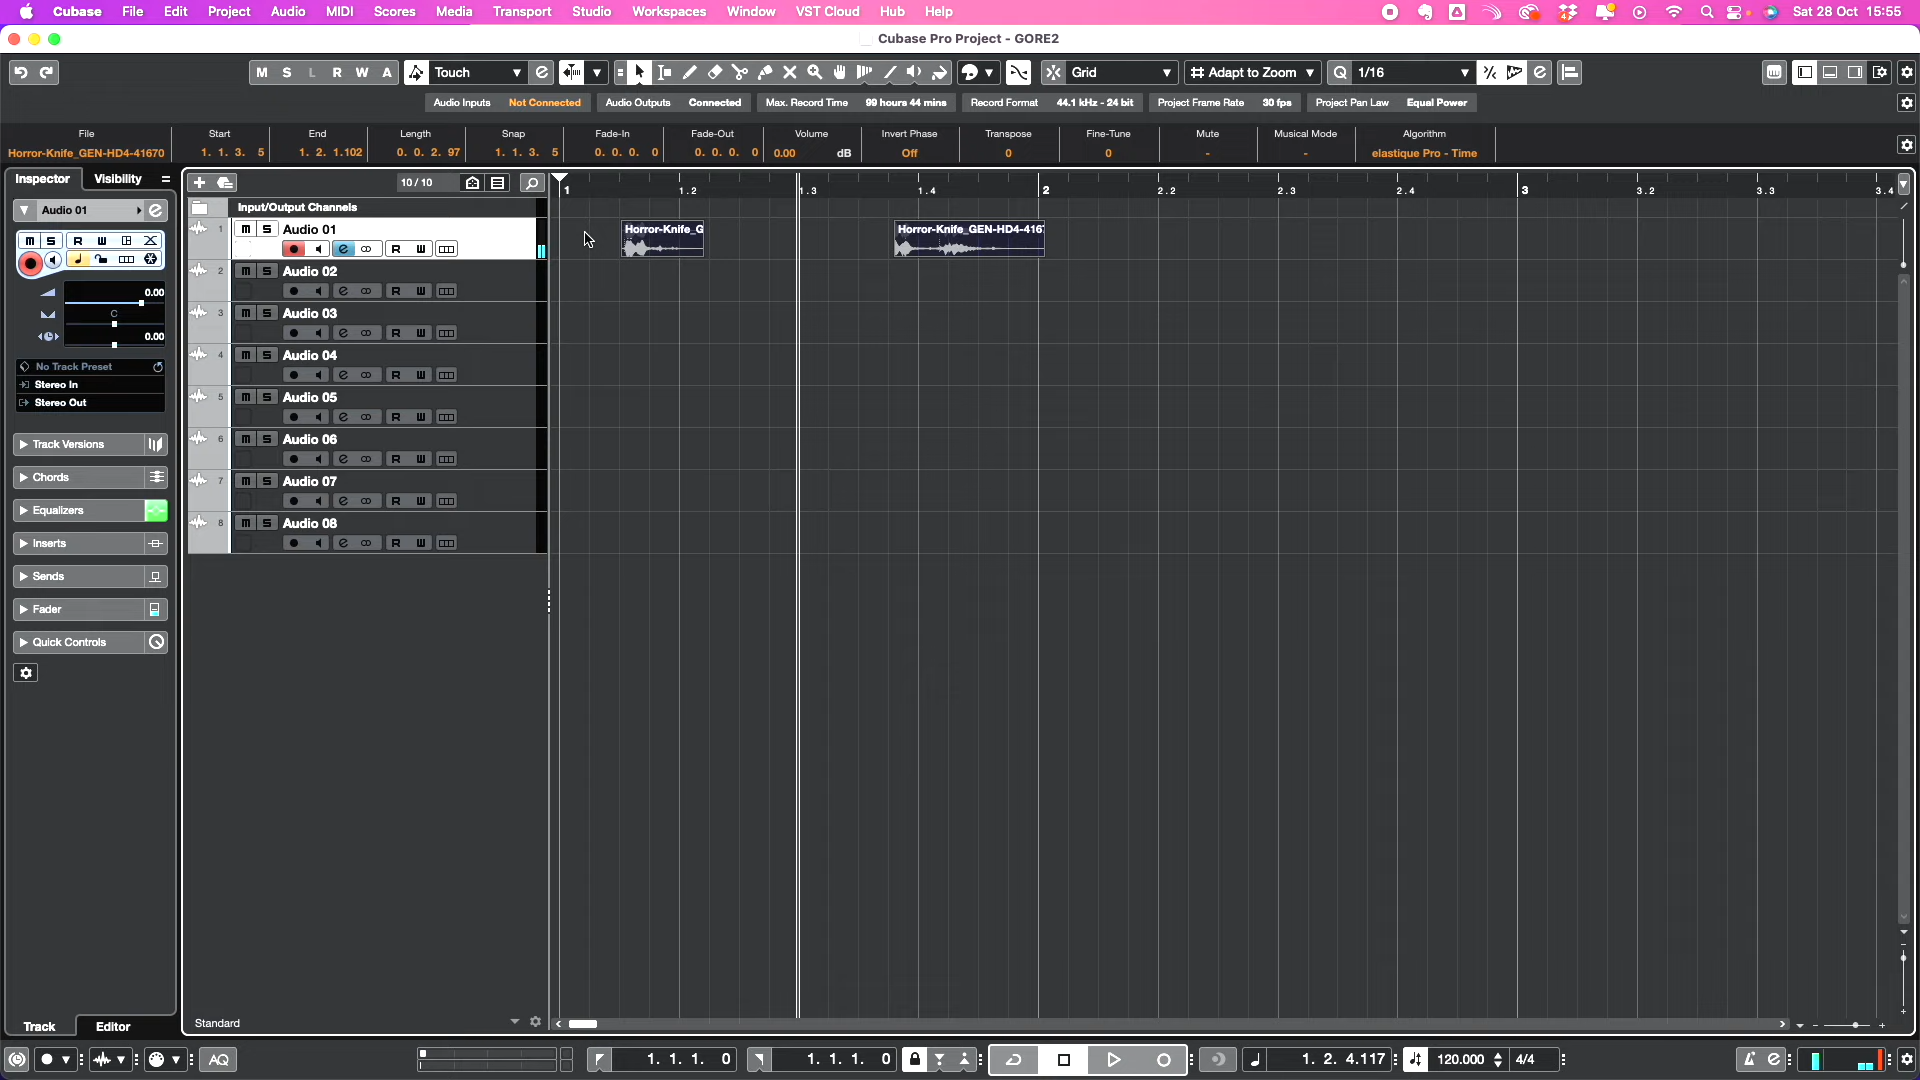 Cubase File Edit Project Audio MIDI Scores Media Transport Studio Workspaces Window VST Cloud Hub Help Sat 28 Oct 15:55
Cubase Pro Project - GORE2
M S L R W A Touch Grid Adapt to Zoom Q 1/16
Audio Inputs Not Connected Audio Outputs Connected Max. Record Time 99 hours 44 mins Record Format 44.1 kHz - 24 bit Project Frame Rate 30 fps Project Pan Law Equal Power
File Start End Length Snap Fade-In Fade-Out Volume Invert Phase Transpose Fine-Tune Mute Musical Mode Algorithm
Horror-Knife_GEN-HD4-41670 1. 1. 3. 5 1. 2. 1.102 0. 0. 2. 97 1. 1. 3. 5 0. 0. 0. 0 0. 0. 0. 0 0.00 dB Off 0 0 - - elastique Pro - Time
Inspector Visibility 10 / 10 1 1.2 1.3 1.4 2 2.2 2.3 2.4 3 3.2 3.3 3.4
Audio 01 e
Input/Output Channels
1 m S Audio 01 Horror-Knife_G Horror-Knife_GEN-HD4-416
m S R W e R W
2 m S Audio 02
e R W
3 m S Audio 03
e R W
4 m S Audio 04
e R W
5 m S Audio 05
e R W
6 m S Audio 06
e R W
7 m S Audio 07
e R W
8 m S Audio 08
e R W
0.00
C
0.00
No Track Preset
Stereo In
Stereo Out
Track Versions
Chords
Equalizers
Inserts
Sends
Fader
Quick Controls
Standard
Track Editor
AQ 1. 1. 1. 0 1. 1. 1. 0 1. 2. 4.117 120.000 4/4